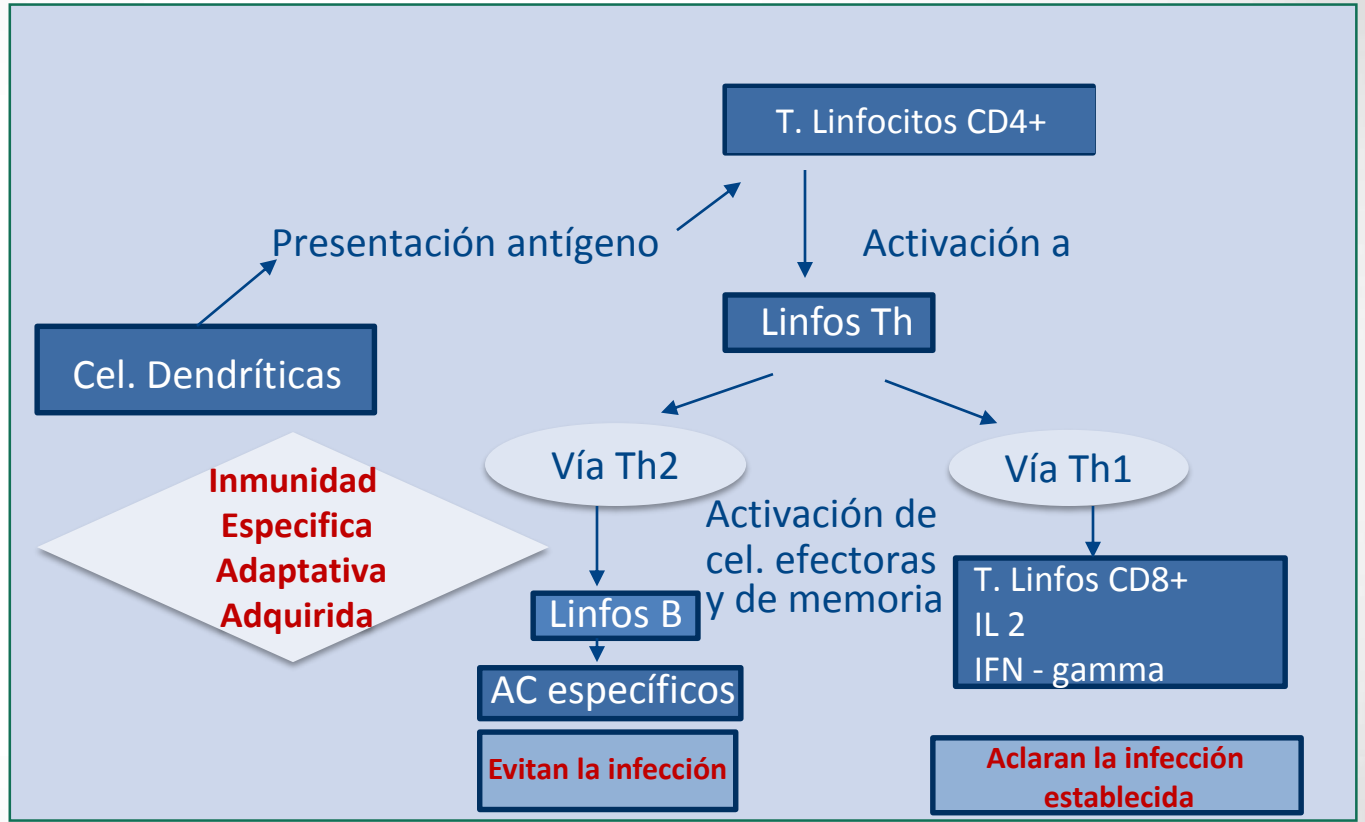 T. Linfocitos CD4+
Presentación antígeno
Activación a
Linfos Th
Cel. Dendríticas
Inmunidad
Especifica
Adaptativa
Adquirida
Vía Th2
Vía Th1
Activación de
cel. efectoras
y de memoria
Linfos B
AC específicos
Evitan la infección
T. Linfos CD8+
IL 2
IFN - gamma
Aclaran la infección
establecida